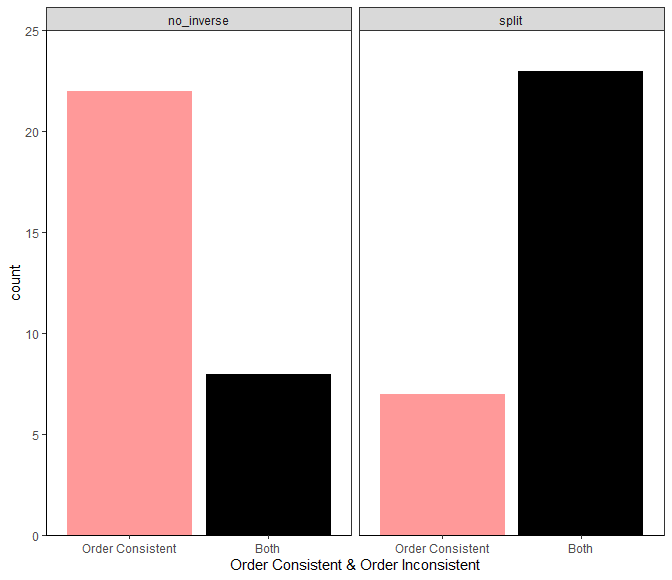 no_inverse
split
25
20
15
10
5
0
count
Order Consistent
Both
Order Consistent
Both
Order Consistent & Order Inconsistent